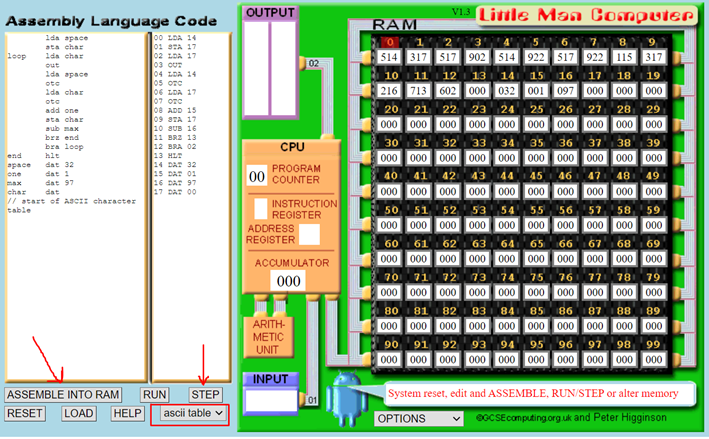 Assembly Language Code
lda space
sta char
loop lda char
out
lda space
otc
lda char
otc
add one
sta char
sub max
brz end
bra loop
end hlt
space dat 32
one dat 1
max dat 97
char dat
// start of ASCII character
table
00 LDA 14
01 STA 17
02 LDA 17
03 OUT
04 LDA 14
05 OTC
06 LDA 17
07 OTC
08 ADD 15
09 STA 17
10 SUB 16
11 BRZ 13
12 BRA 02
13 HLT
14 DAT 32
15 DAT 01
16 DAT 97
17 DAT 00
ASSEMBLE INTO RAM RUN STEP
RESET LOAD HELP ascii table
OUTPUT
02
CPU
00 PROGRAM
COUNTER
INSTRUCTION
REGISTER
ADDRESS
REGISTER
ACCUMULATOR
000
ARITH-
METIC
UNIT
INPUT
01
V1.3 Little Man Computer
RAM
0 1 2 3 4 5 6 7 8 9
514 317 517 902 514 922 517 922 115 317
10 11 12 13 14 15 16 17 18 19
216 713 602 000 032 001 097 000 000 000
20 21 22 23 24 25 26 27 28 29
000 000 000 000 000 000 000 000 000 000
30 31 32 33 34 35 36 37 38 39
000 000 000 000 000 000 000 000 000 000
40 41 42 43 44 45 46 47 48 49
000 000 000 000 000 000 000 000 000 000
50 51 52 53 54 55 56 57 58 59
000 000 000 000 000 000 000 000 000 000
60 61 62 63 64 65 66 67 68 69
000 000 000 000 000 000 000 000 000 000
70 71 72 73 74 75 76 77 78 79
000 000 000 000 000 000 000 000 000 000
80 81 82 83 84 85 86 87 88 89
000 000 000 000 000 000 000 000 000 000
90 91 92 93 94 95 96 97 98 99
000 000 000 000 000 000 000 000 000 000
System reset, edit and ASSEMBLE, RUN/STEP or alter memory
OPTIONS
©GCSEcomputing.org.uk and Peter Higginson